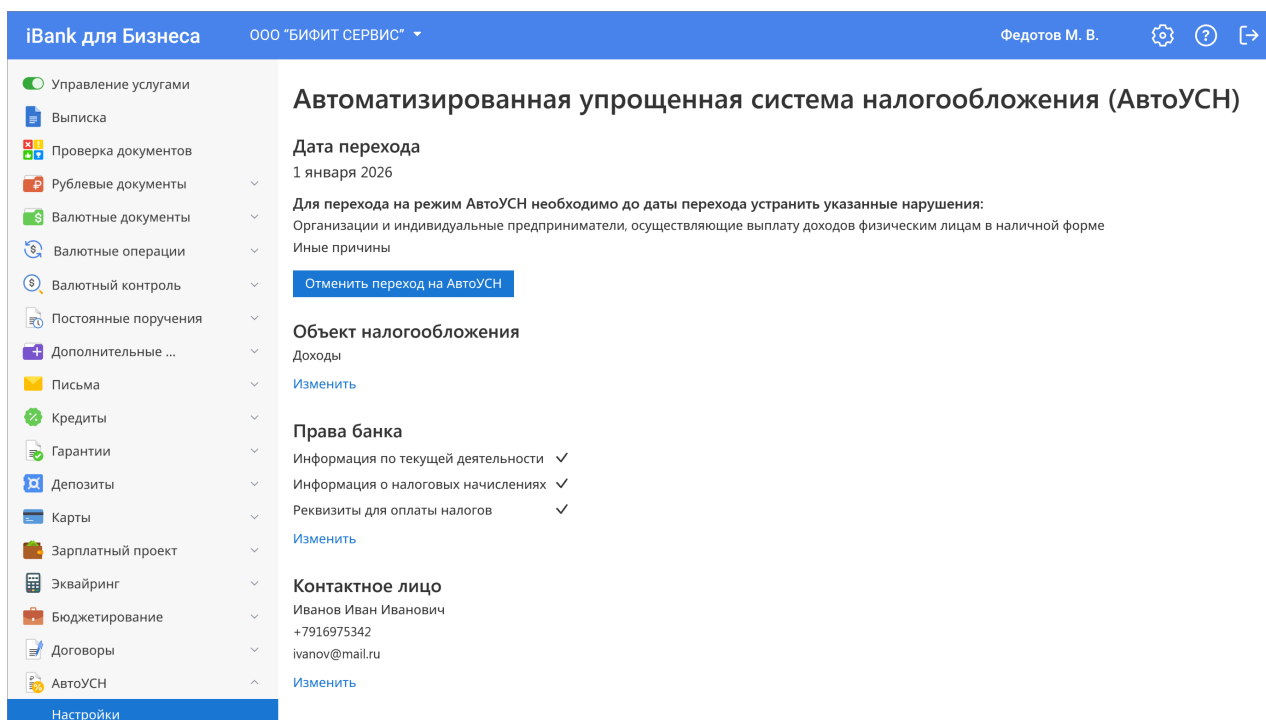 iBank для Бизнеса
ООО "БИФИТ СЕРВИС"
Федотов М. В.
Управление услугами
Выписка
Проверка документов
Рублевые документы
Валютные документы
Валютные операции
Валютный контроль
Постоянные поручения
Дополнительные ...
Письма
Кредиты
Гарантии
Депозиты
Карты
Зарплатный проект
Эквайринг
Бюджетирование
Договоры
АвтоУСН
Настройки
Автоматизированная упрощенная система налогообложения (АвтоУСН)
Дата перехода
1 января 2026
Для перехода на режим АвтоУСН необходимо до даты перехода устранить указанные нарушения:
Организации и индивидуальные предприниматели, осуществляющие выплату доходов физическим лицам в наличной форме
Иные причины
Отменить переход на АвтоУСН
Объект налогообложения
Доходы
Изменить
Права банка
Информация по текущей деятельности
Информация о налоговых начислениях
Реквизиты для оплаты налогов
Изменить
Контактное лицо
Иванов Иван Иванович
+7916975342
ivanov@mail.ru
Изменить